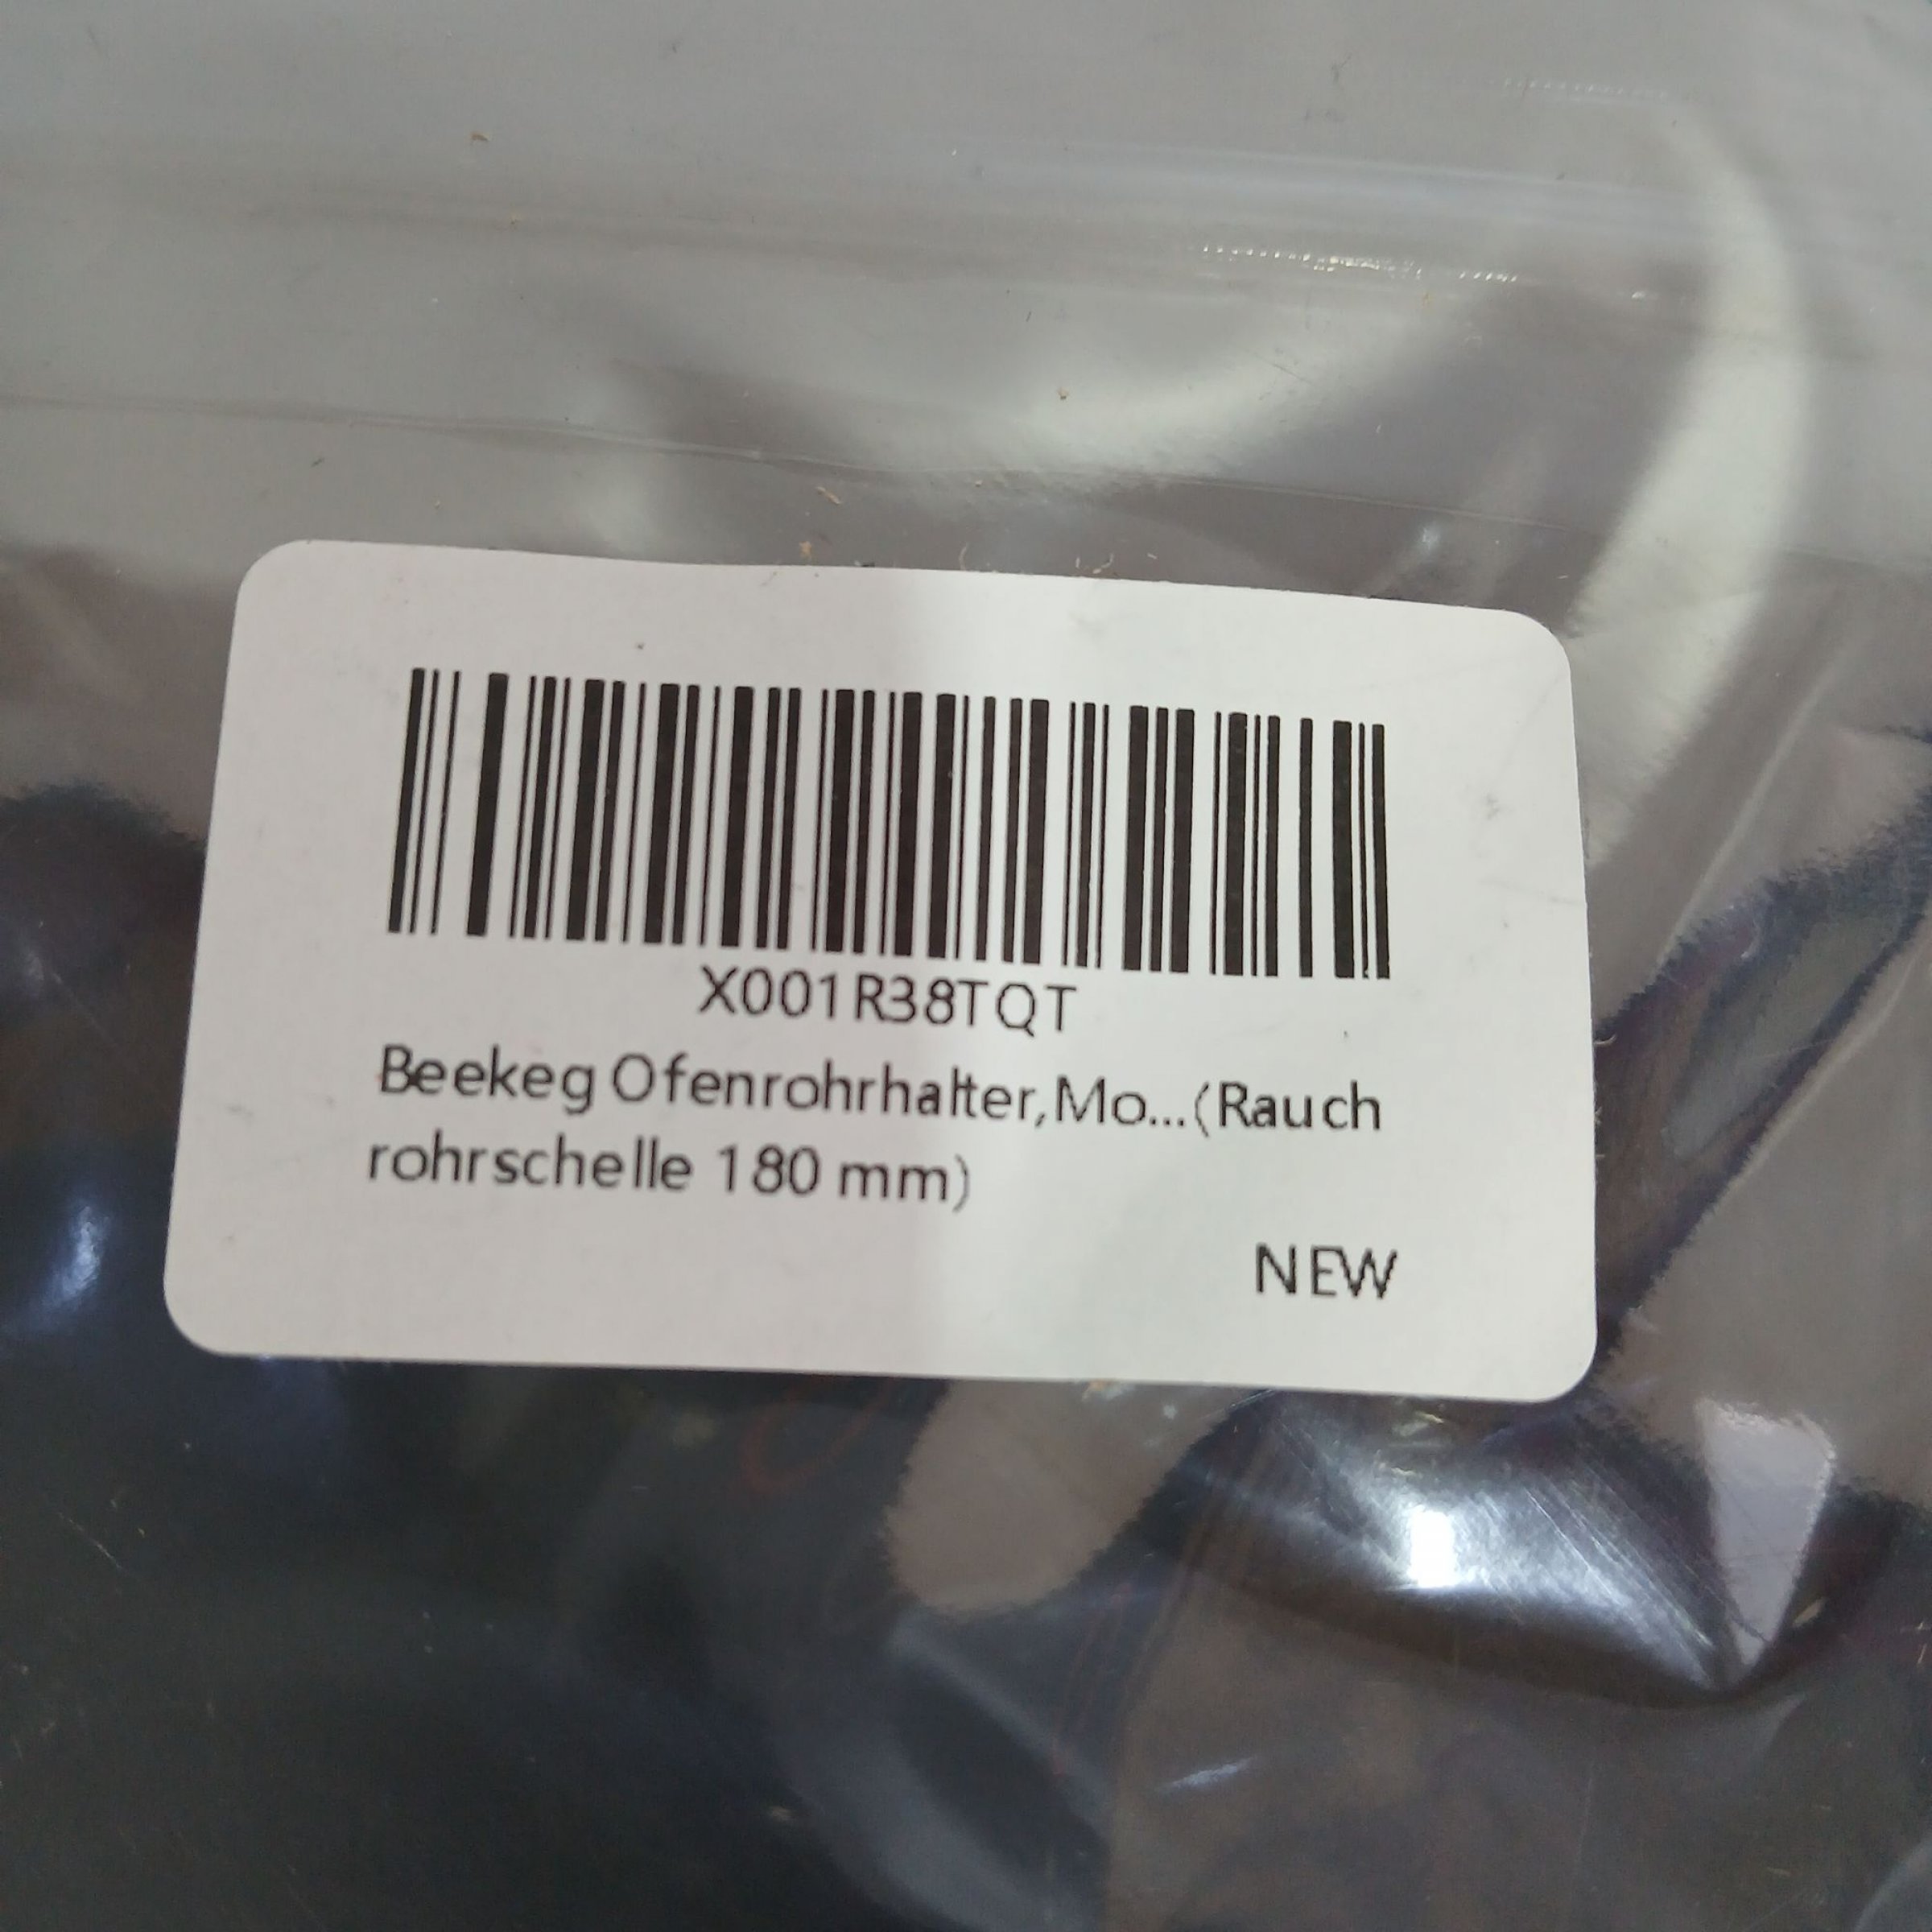 X001R38TQT
Beekeg Ofenrohrhalter,Mo...(Rauch
rohrschelle 180 mm)
NEW